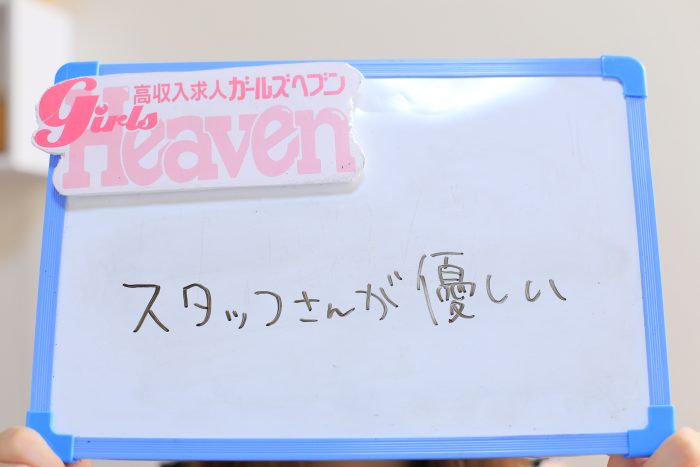 高収入求人ガールズヘブン
Girls
Heaven
スタッフさんが優しい